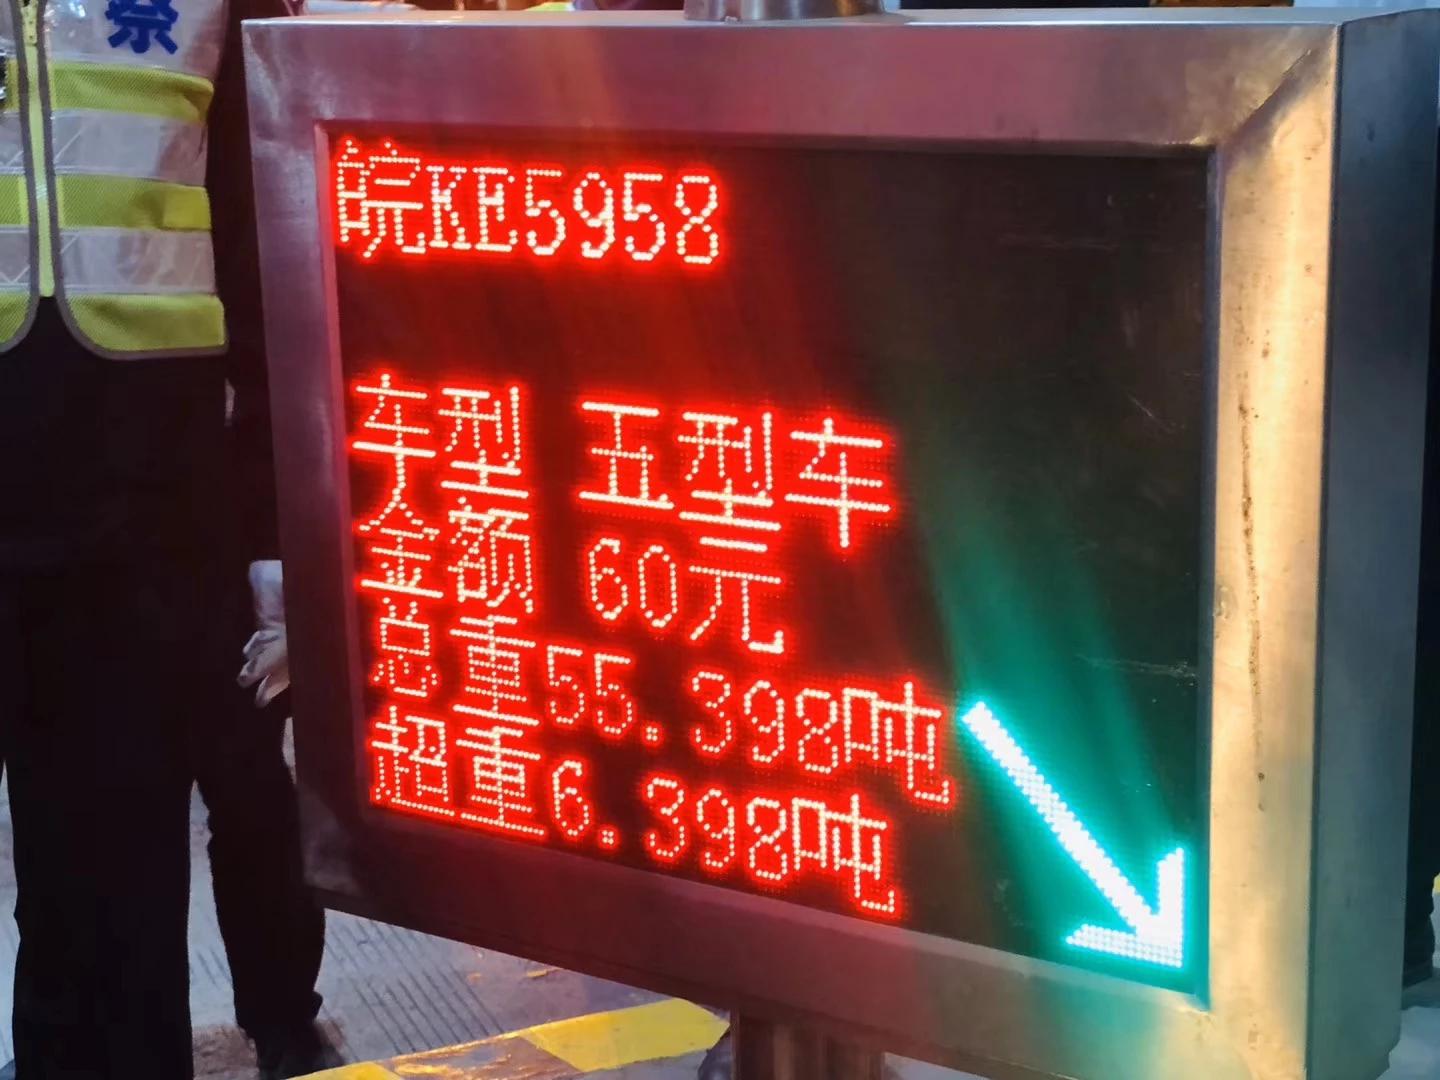 察
皖KE5958
车型 五型车
金额 60元
总重55.398吨
超重6.398吨